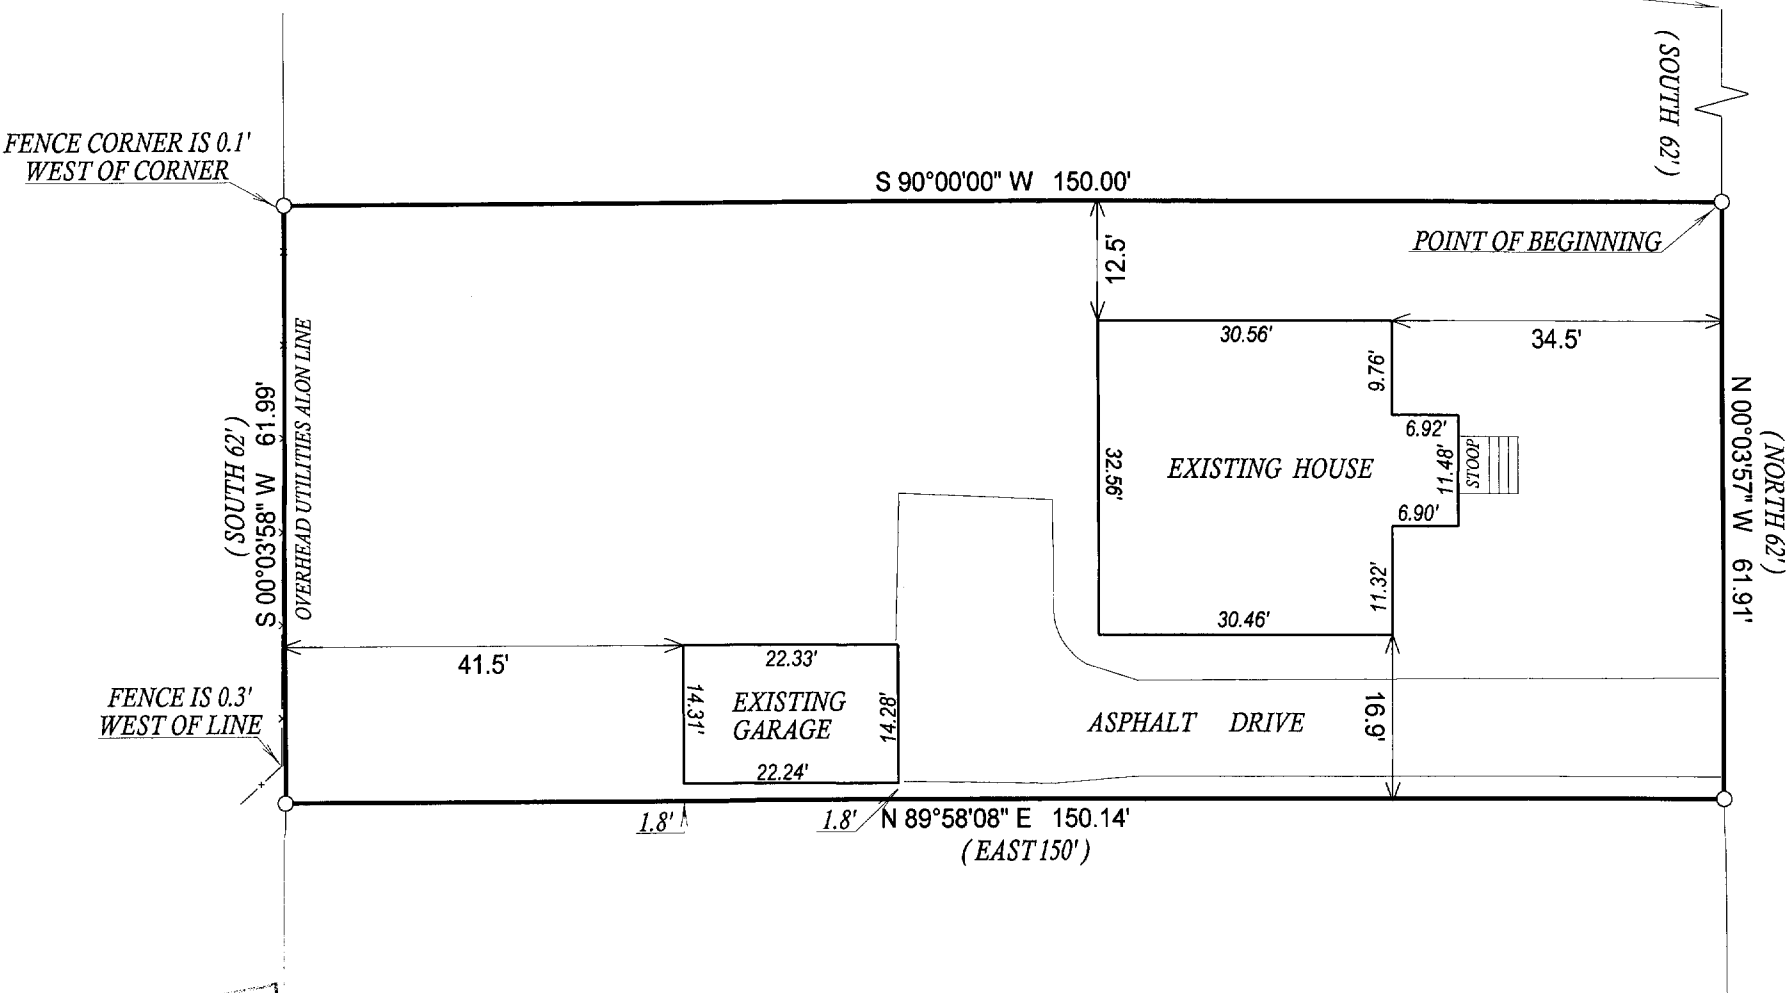 ( SOUTH 62' )
FENCE CORNER IS 0.1'
WEST OF CORNER
S 90°00'00" W 150.00'
POINT OF BEGINNING
12.5'
30.56'
34.5'
9.76'
6.92'
11.48'
STOOP
EXISTING HOUSE
32.56'
6.90'
11.32'
30.46'
( SOUTH 62' )
S 00°03'58" W 61.99'
OVERHEAD UTILITIES ALON LINE
N 00°03'57" W 61.91'
( NORTH 62' )
41.5'
22.33'
14.31'
EXISTING
GARAGE
14.28'
22.24'
FENCE IS 0.3'
WEST OF LINE
ASPHALT DRIVE
16.9'
1.8'
1.8'
N 89°58'08" E 150.14'
( EAST 150' )